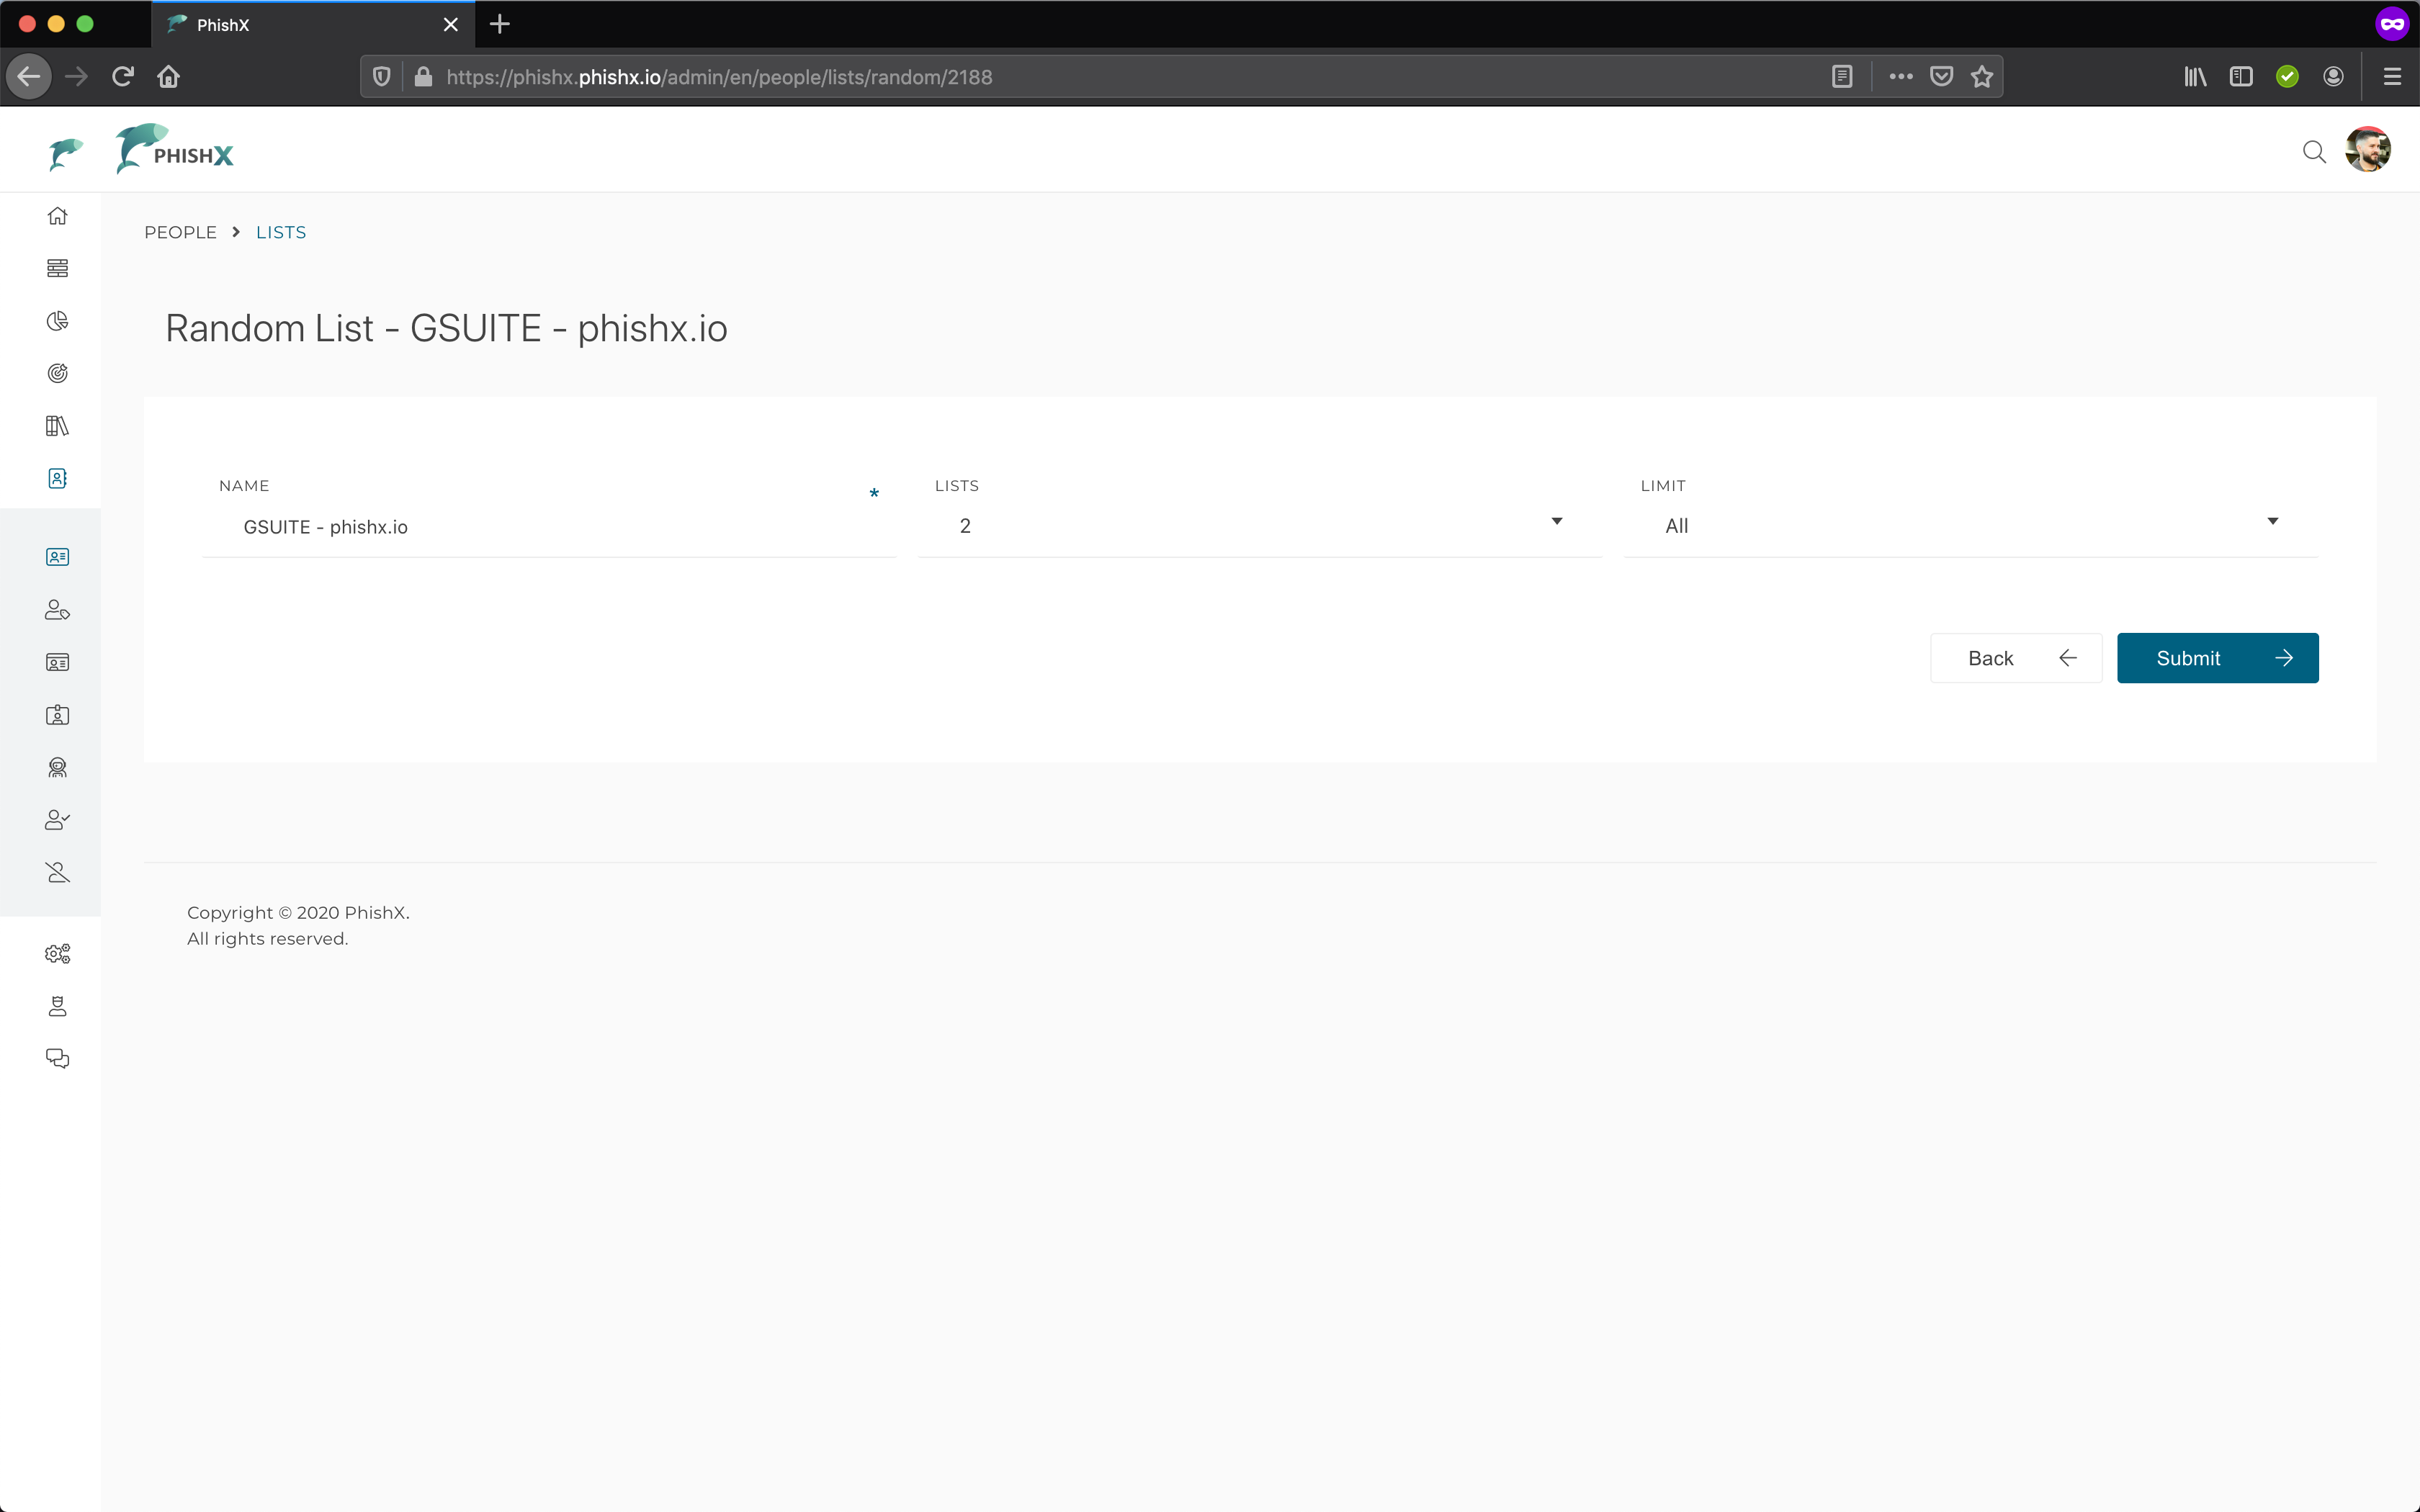 PhishX
https://phishx.phishx.io/admin/en/people/lists/random/2188
PHISHX
PEOPLE LISTS
Random List - GSUITE - phishx.io
NAME * LISTS LIMIT
GSUITE - phishx.io 2 All
Back Submit
Copyright © 2020 PhishX.
All rights reserved.